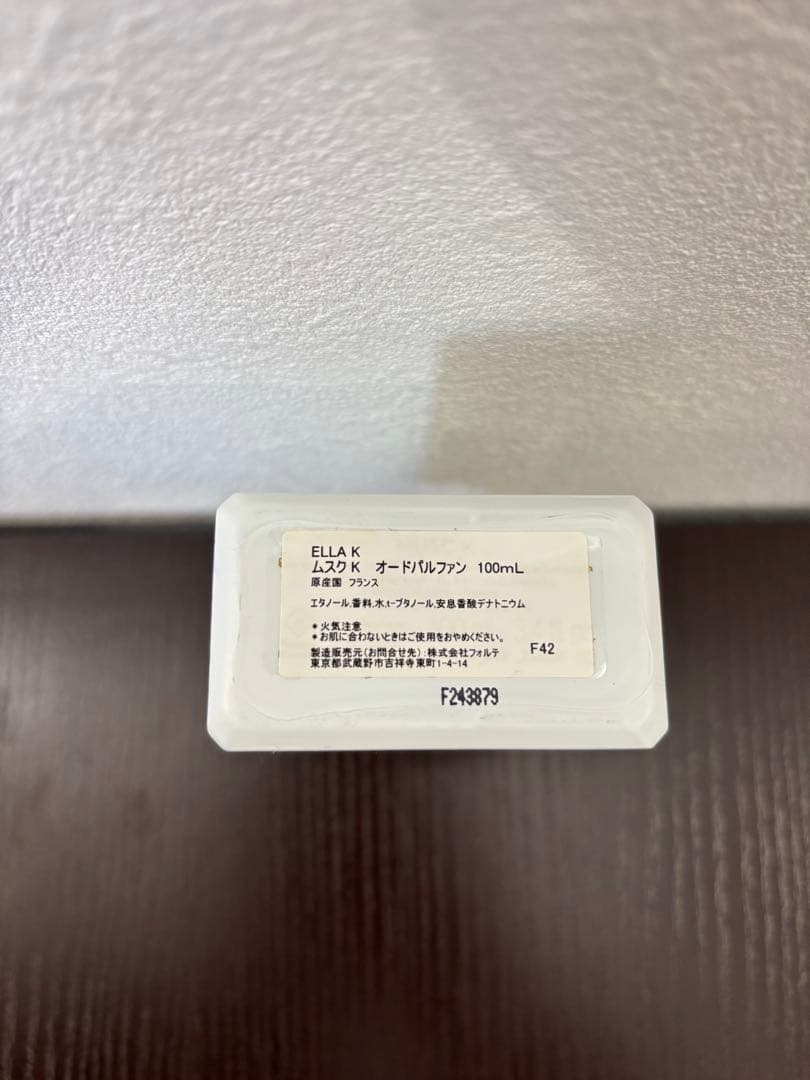 ELLA K
ムスク K　オードパルファン　100mL
原産国 フランス
エタノール,香料,水,t-ブタノール,安息香酸デナトニウム
＊火気注意
＊お肌に合わないときはご使用をおやめください。
製造販売元(お問合せ先):株式会社フォルテ
東京都武蔵野市吉祥寺東町1-4-14
F42
F243879